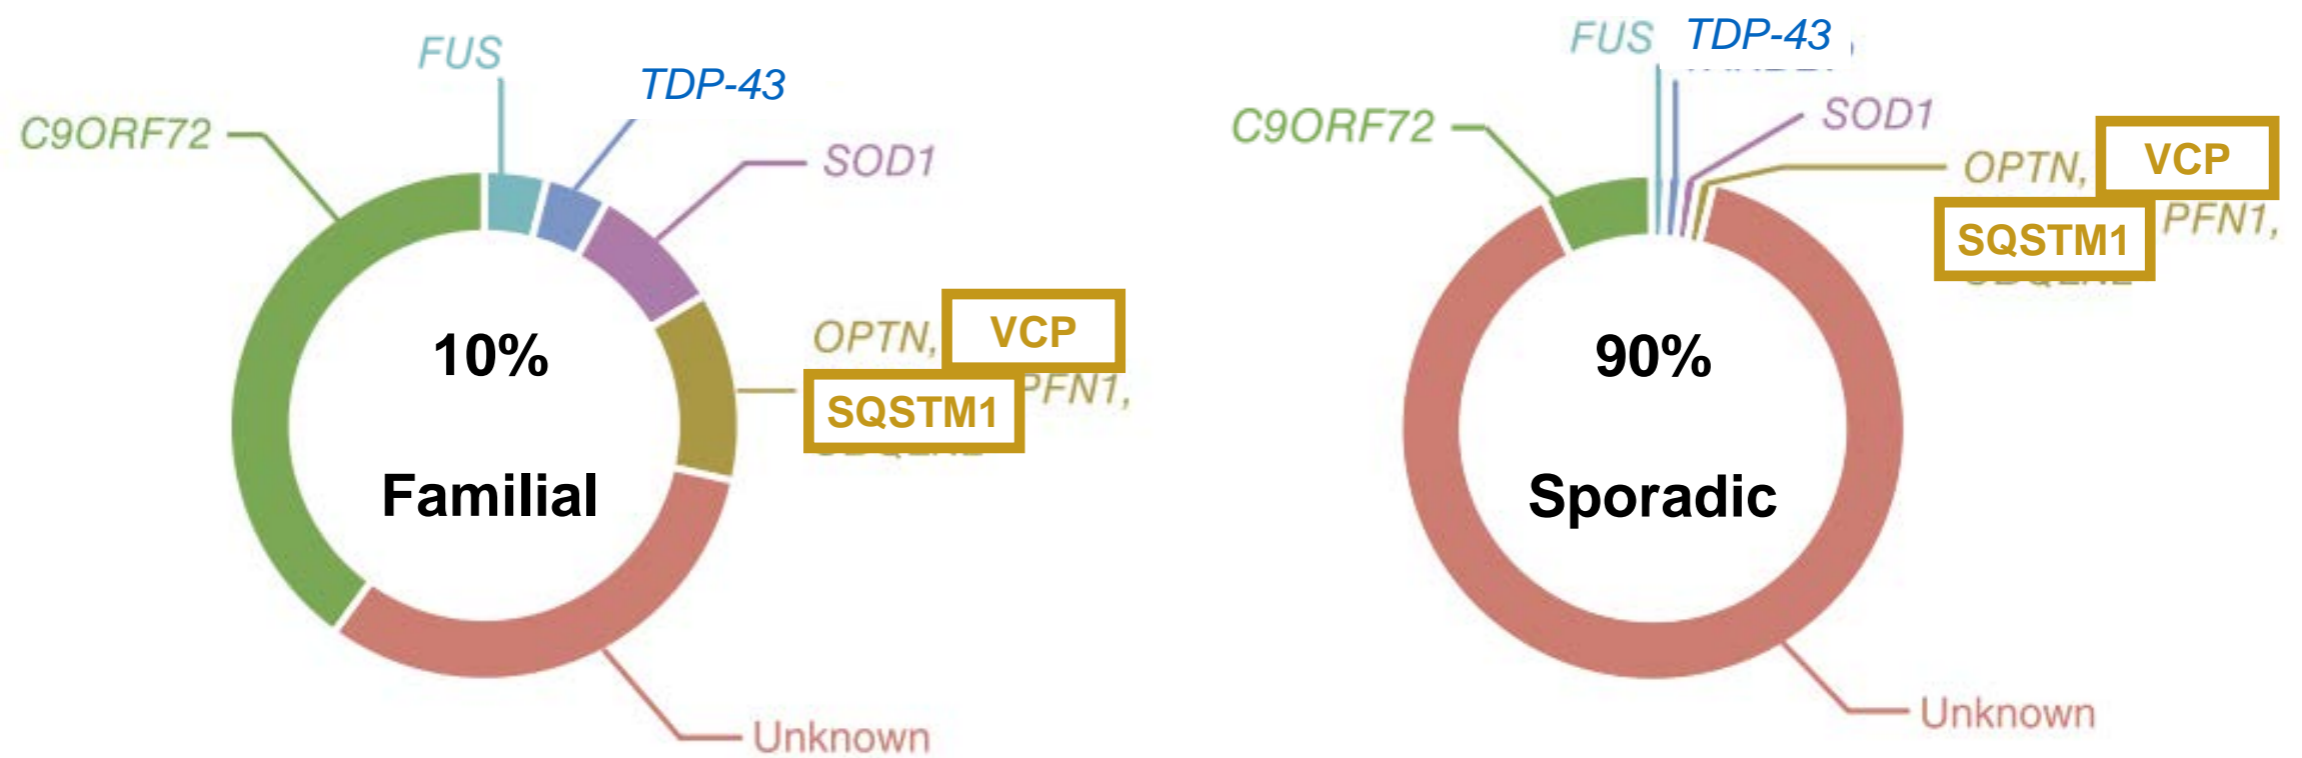 FUS
TDP-43
C9ORF72
SOD1
OPTN, VCP
SQSTM1 PFN1,
10%
Familial
Unknown
FUS
TDP-43
C9ORF72
SOD1
OPTN, VCP
SQSTM1 PFN1,
90%
Sporadic
Unknown